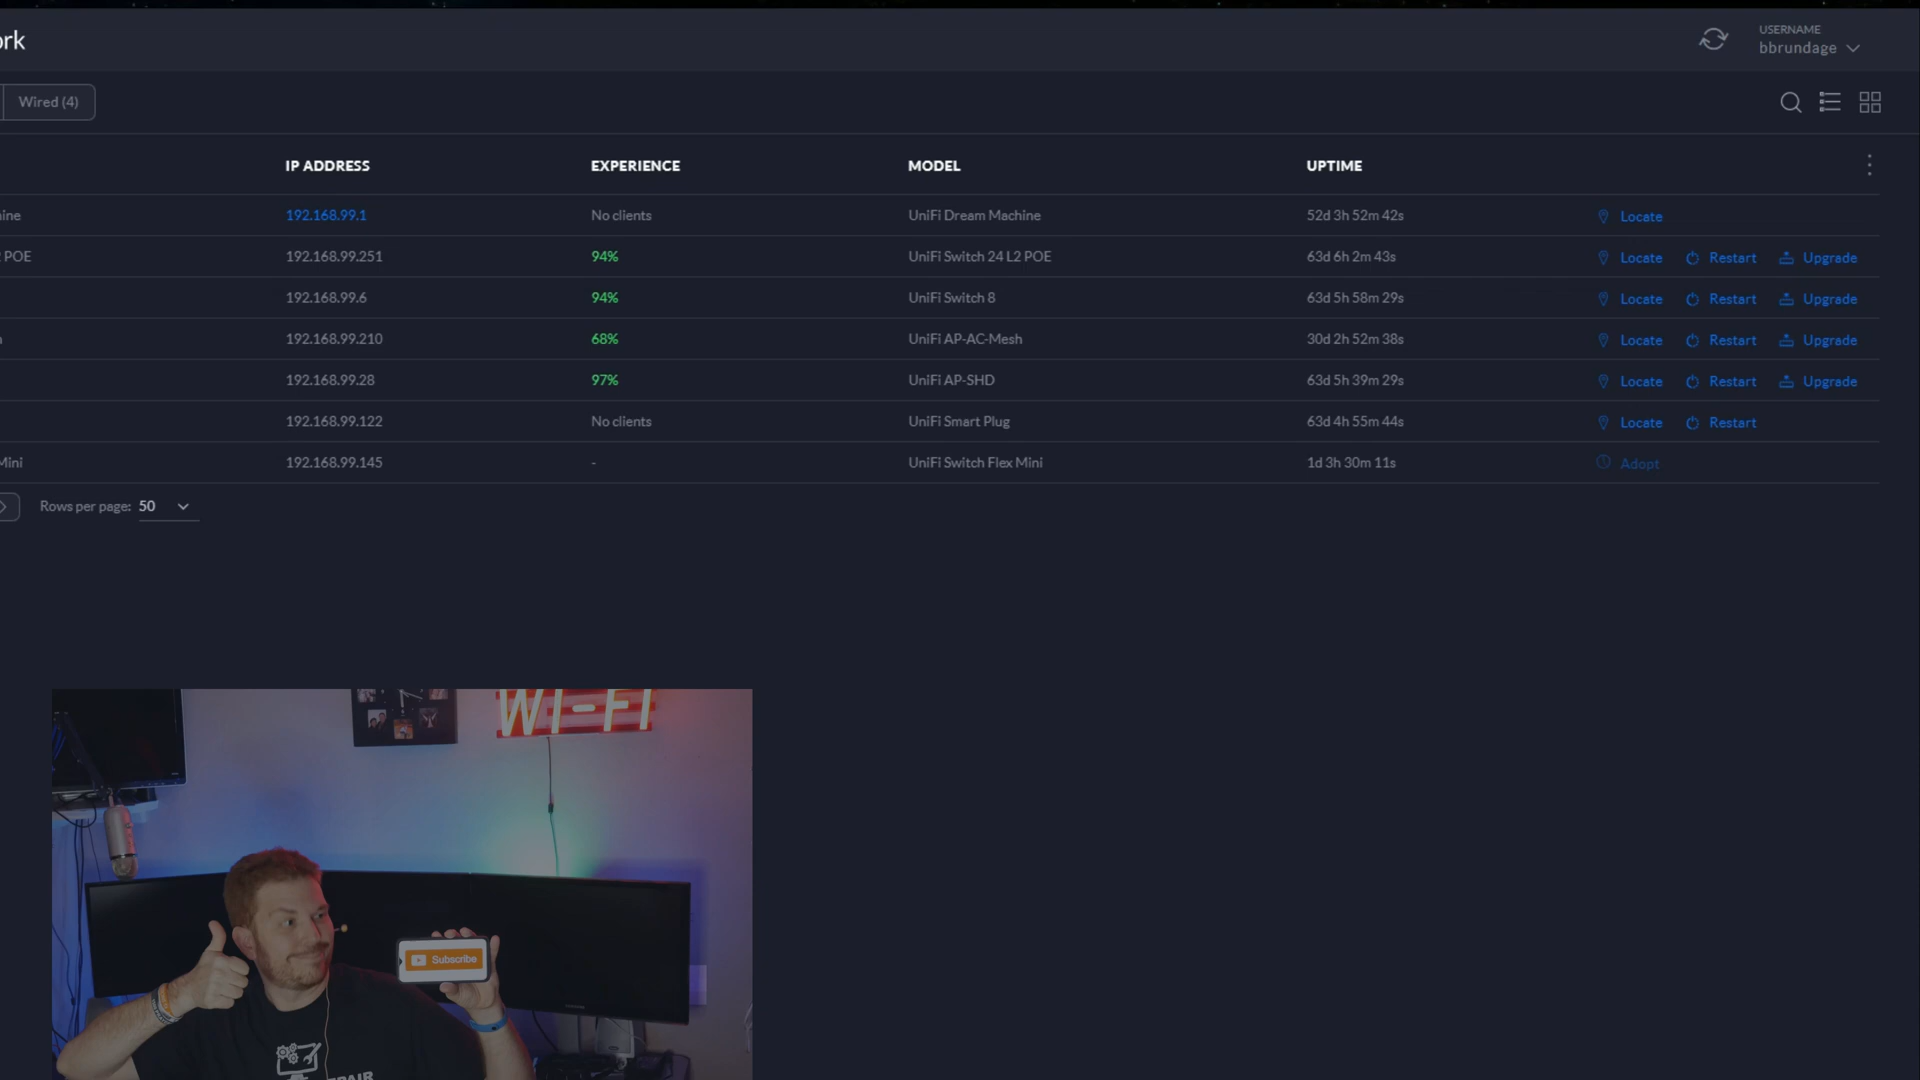 ork
USERNAME
bbrundage
Wired (4)
IP ADDRESS EXPERIENCE MODEL UPTIME
ine 192.168.99.1 No clients UniFi Dream Machine 52d 3h 52m 42s Locate
POE 192.168.99.251 94% UniFi Switch 24 L2 POE 63d 6h 2m 43s Locate Restart Upgrade
192.168.99.6 94% UniFi Switch 8 63d 5h 58m 29s Locate Restart Upgrade
192.168.99.210 68% UniFi AP-AC-Mesh 30d 2h 52m 38s Locate Restart Upgrade
192.168.99.28 97% UniFi AP-SHD 63d 5h 39m 29s Locate Restart Upgrade
192.168.99.122 No clients UniFi Smart Plug 63d 4h 55m 44s Locate Restart
Mini 192.168.99.145 - UniFi Switch Flex Mini 1d 3h 30m 11s Adopt
Rows per page: 50
WI-FI
Subscribe
PAIR